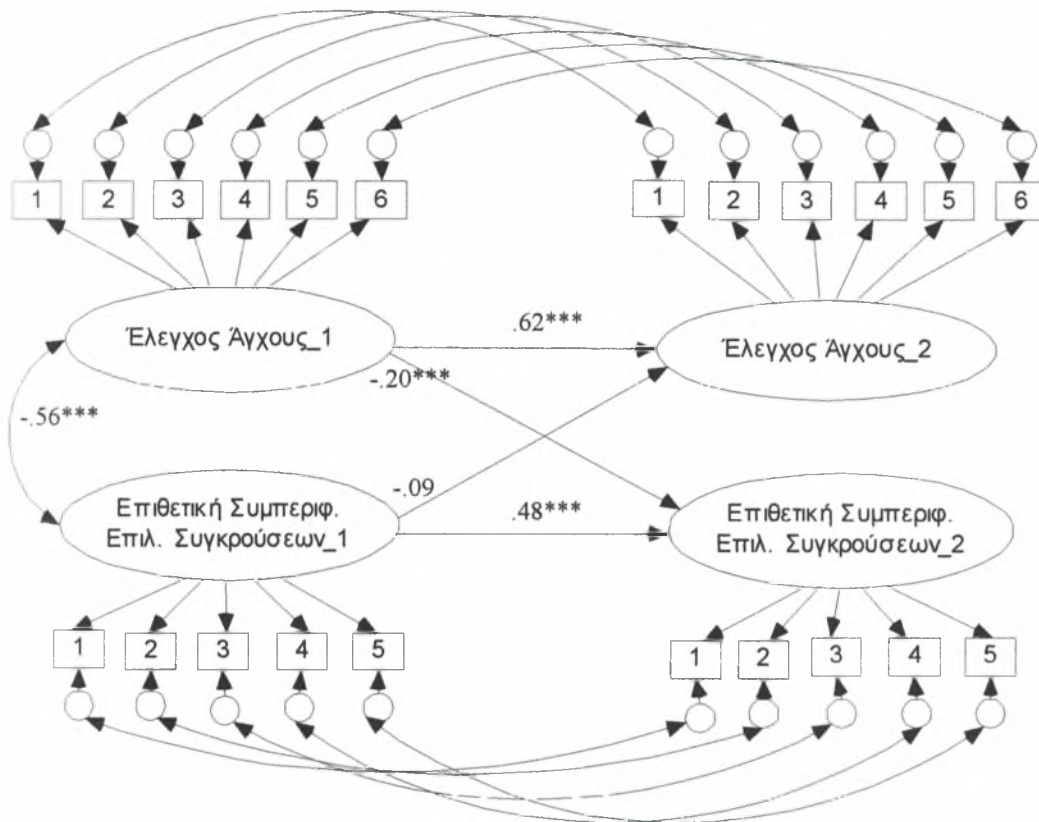 1 2 3 4 5 6
1 2 3 4 5 6
Έλεγχος Άγχους_1
.62***
Έλεγχος Άγχους_2
-.20***
-.56***
-.09
Επιθετική Συμπεριφ.
Επιλ. Συγκρούσεων_1
.48***
Επιθετική Συμπεριφ.
Επιλ. Συγκρούσεων_2
1 2 3 4 5
1 2 3 4 5